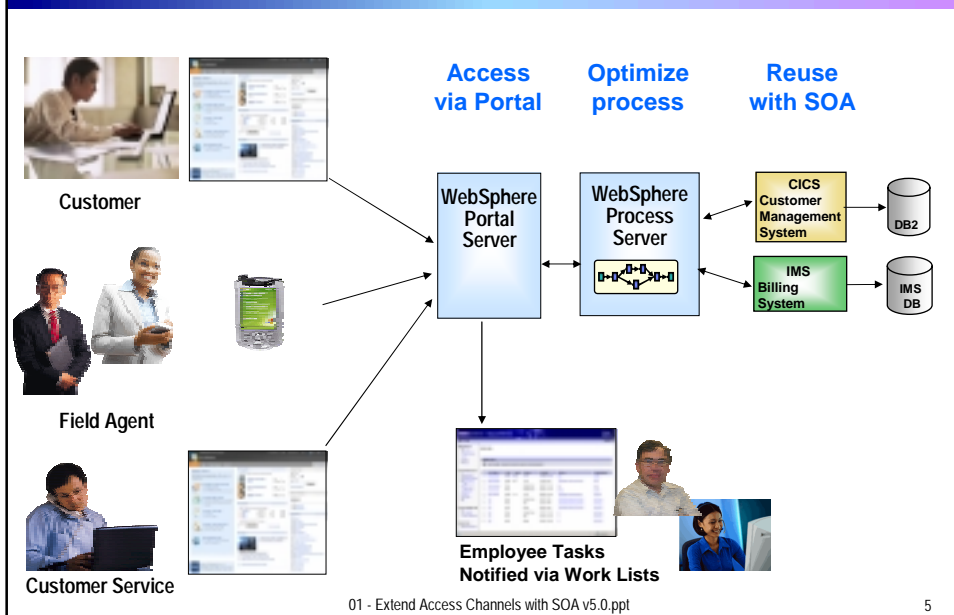 Access
via Portal
Optimize
process
Reuse
with SOA
Customer
WebSphere
Portal
Server
WebSphere
Process
Server
CICS
Customer
Management
System
DB2
IMS
Billing
System
IMS
DB
Field Agent
Customer Service
Employee Tasks
Notified via Work Lists
01 - Extend Access Channels with SOA v5.0.ppt
5